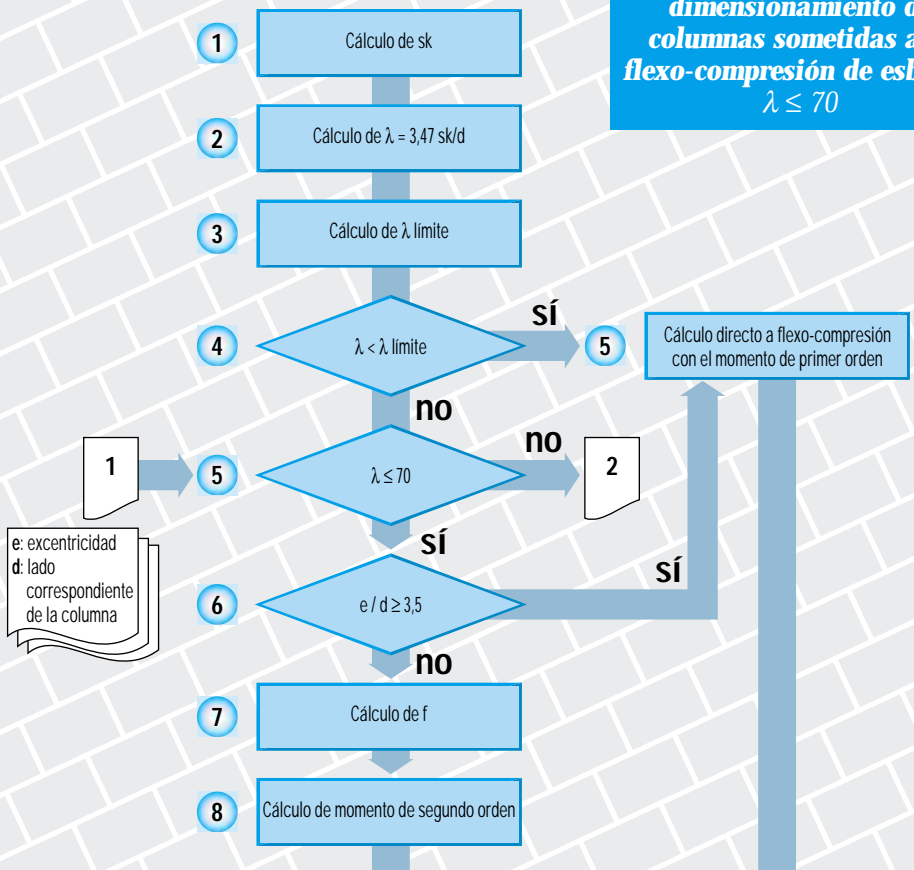 dimensionamiento
columnas sometidas
flexo-compresión de
λ ≤ 70
1
Cálculo de sk
2
Cálculo de λ = 3,47 sk/d
3
Cálculo de λ límite
4
λ < λ límite
sí
5
Cálculo directo a flexo-compresión
con el momento de primer orden
no
1
5
λ ≤ 70
no
2
sí
e: excentricidad
d: lado
correspondiente
de la columna
6
e / d ≥ 3,5
sí
no
7
Cálculo de f
8
Cálculo de momento de segundo orden